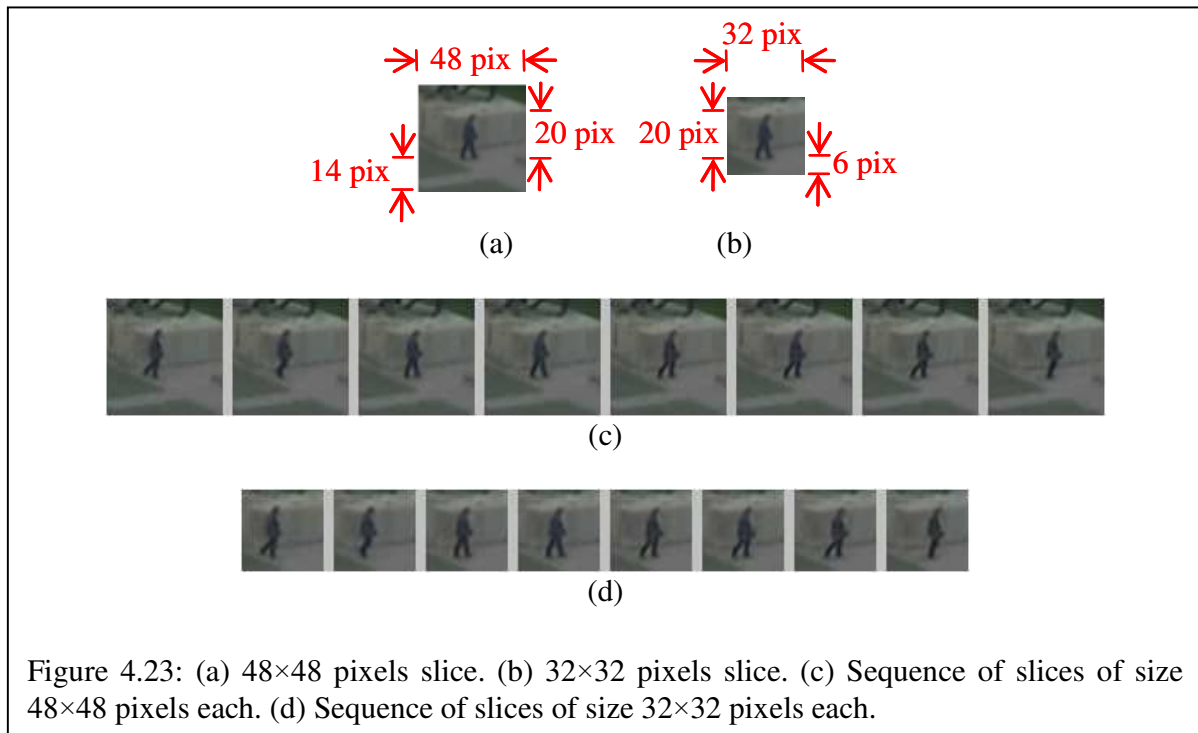 48 pix
32 pix
20 pix
20 pix
14 pix
6 pix
(a)
(b)
(c)
(d)
Figure 4.23: (a) 48×48 pixels slice. (b) 32×32 pixels slice. (c) Sequence of slices of size
48×48 pixels each. (d) Sequence of slices of size 32×32 pixels each.